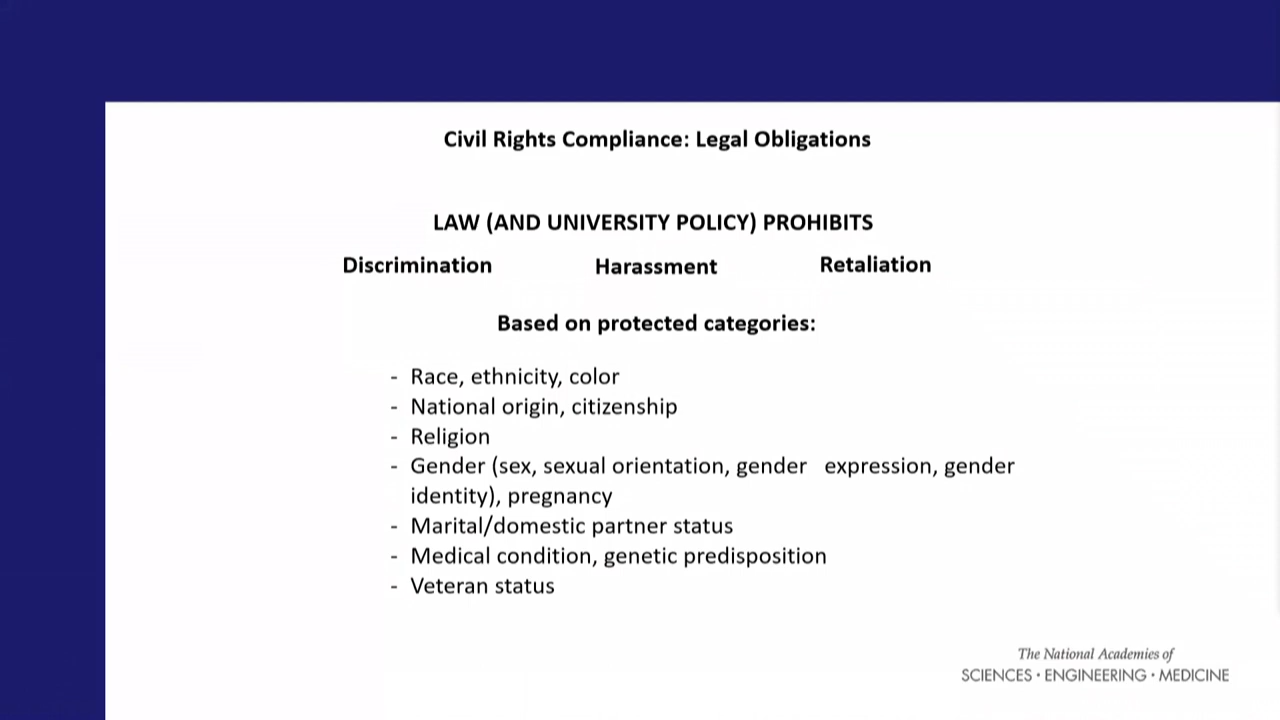 Civil Rights Compliance: Legal Obligations
LAW (AND UNIVERSITY POLICY) PROHIBITS
Discrimination Harassment Retaliation
Based on protected categories:
- Race, ethnicity, color
- National origin, citizenship
- Religion
- Gender (sex, sexual orientation, gender expression, gender
identity), pregnancy
- Marital/domestic partner status
- Medical condition, genetic predisposition
- Veteran status
The National Academies of
SCIENCES · ENGINEERING · MEDICINE